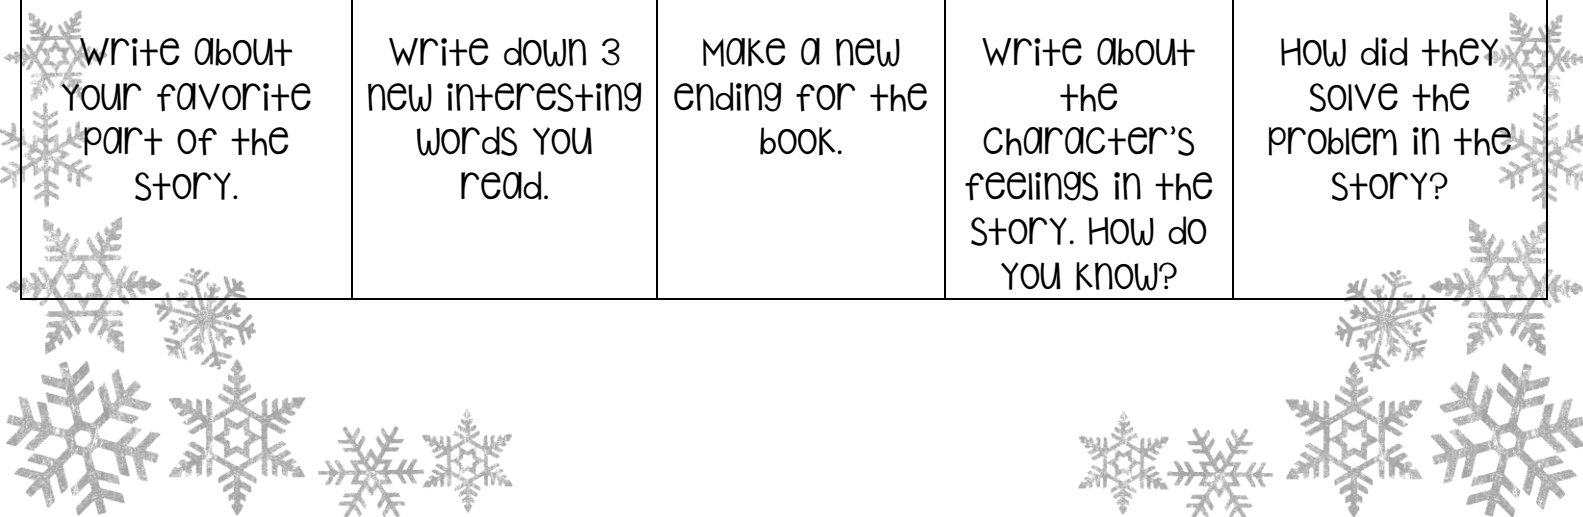 Write about
your favorite
part of the
story.
Write down 3
new interesting
words you
read.
Make a new
ending for the
book.
Write about
the
character's
feelings in the
story. How do
you know?
How did they
solve the
problem in the
story?